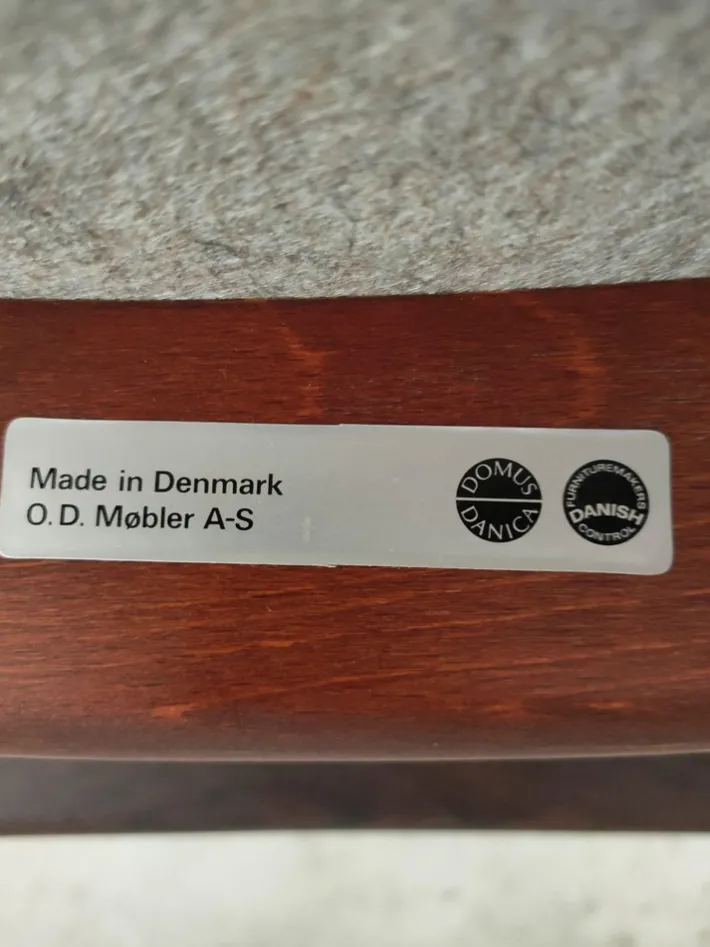 Made in Denmark
O.D. Møbler A-S
DOMUS
DANICA
FURNITUREMAKERS
DANISH
CONTROL